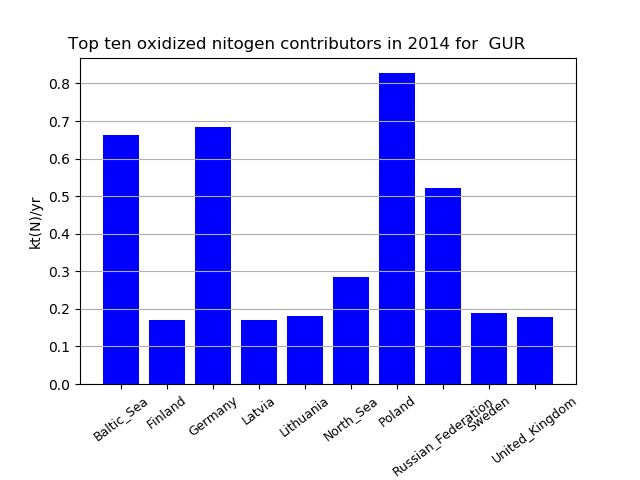 Top ten oxidized nitogen contributors in 2014 for  GUR
kt(N)/yr
0.8
0.7
0.6
0.5
0.4
0.3
0.2
0.1
0.0
Baltic_Sea
Finland
Germany
Latvia
Lithuania
North_Sea
Poland
Russian_Federation
Sweden
United_Kingdom